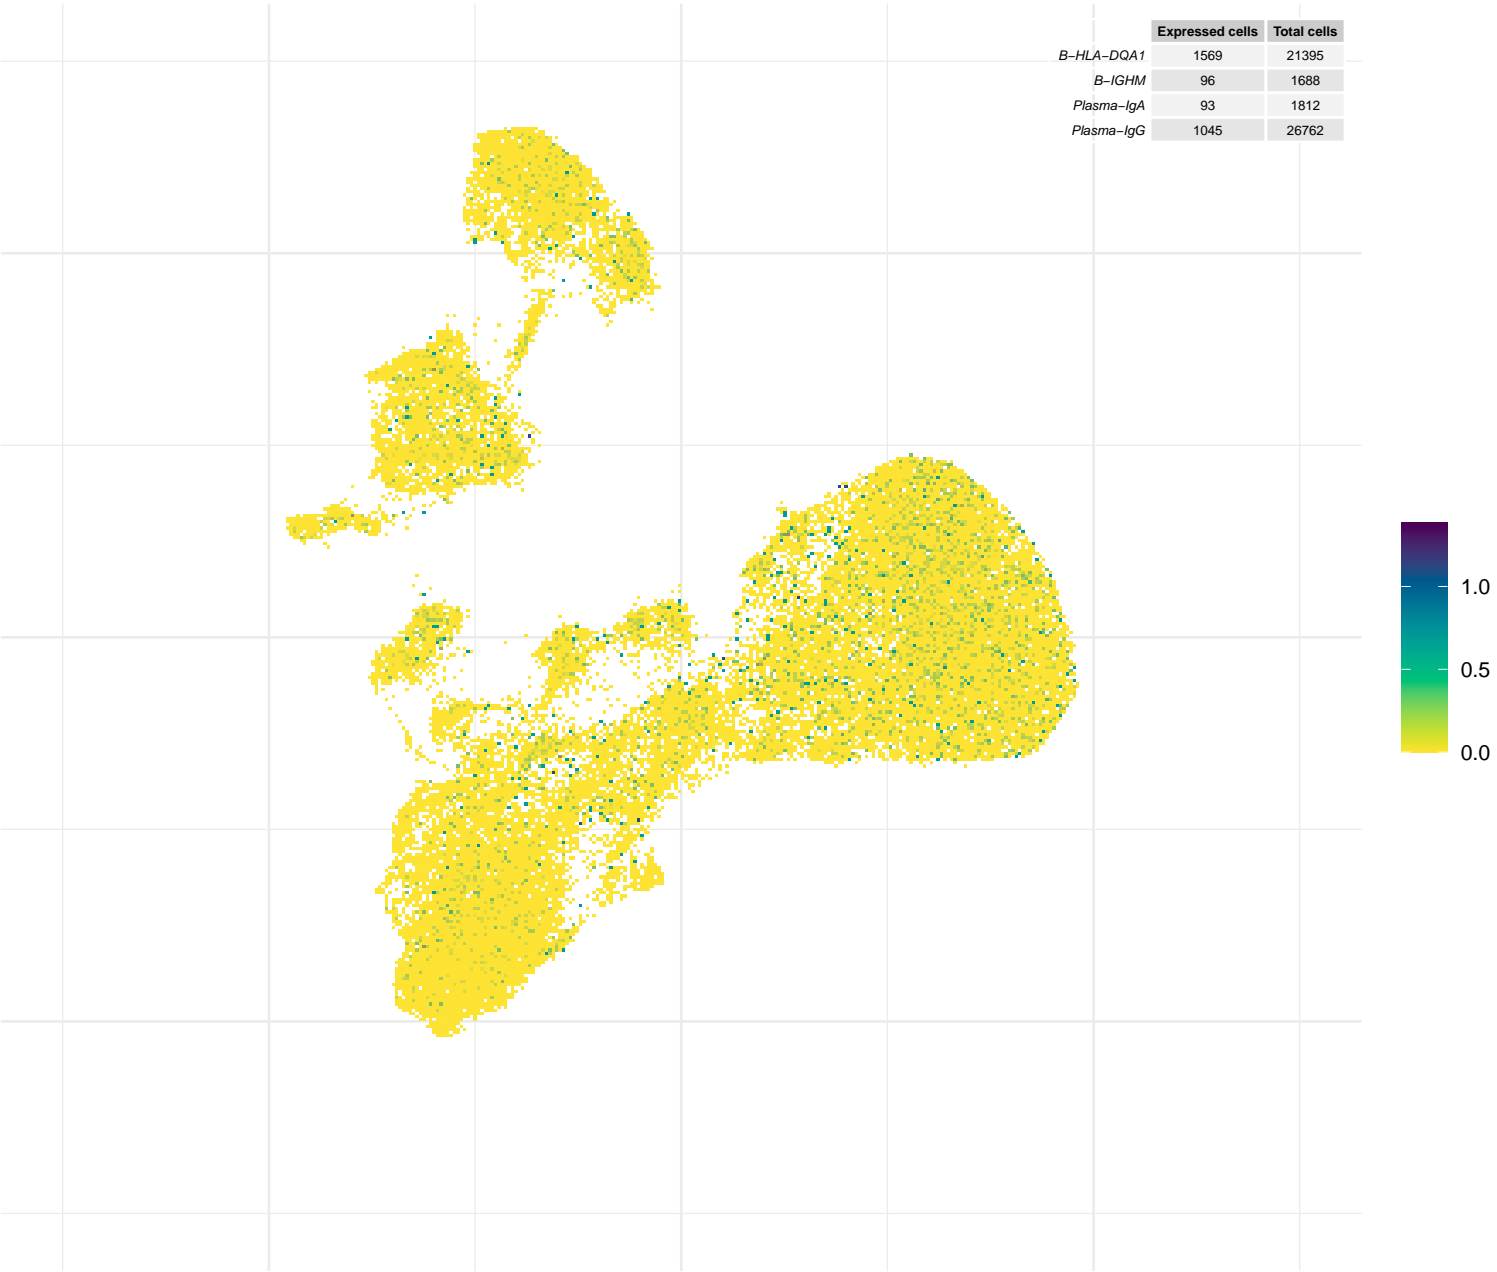 Expressed cells Total cells
B−HLA−DQA1 1569 21395
B−IGHM 96 1688
Plasma−IgA 93 1812
Plasma−IgG 1045 26762
1.0
0.5
0.0